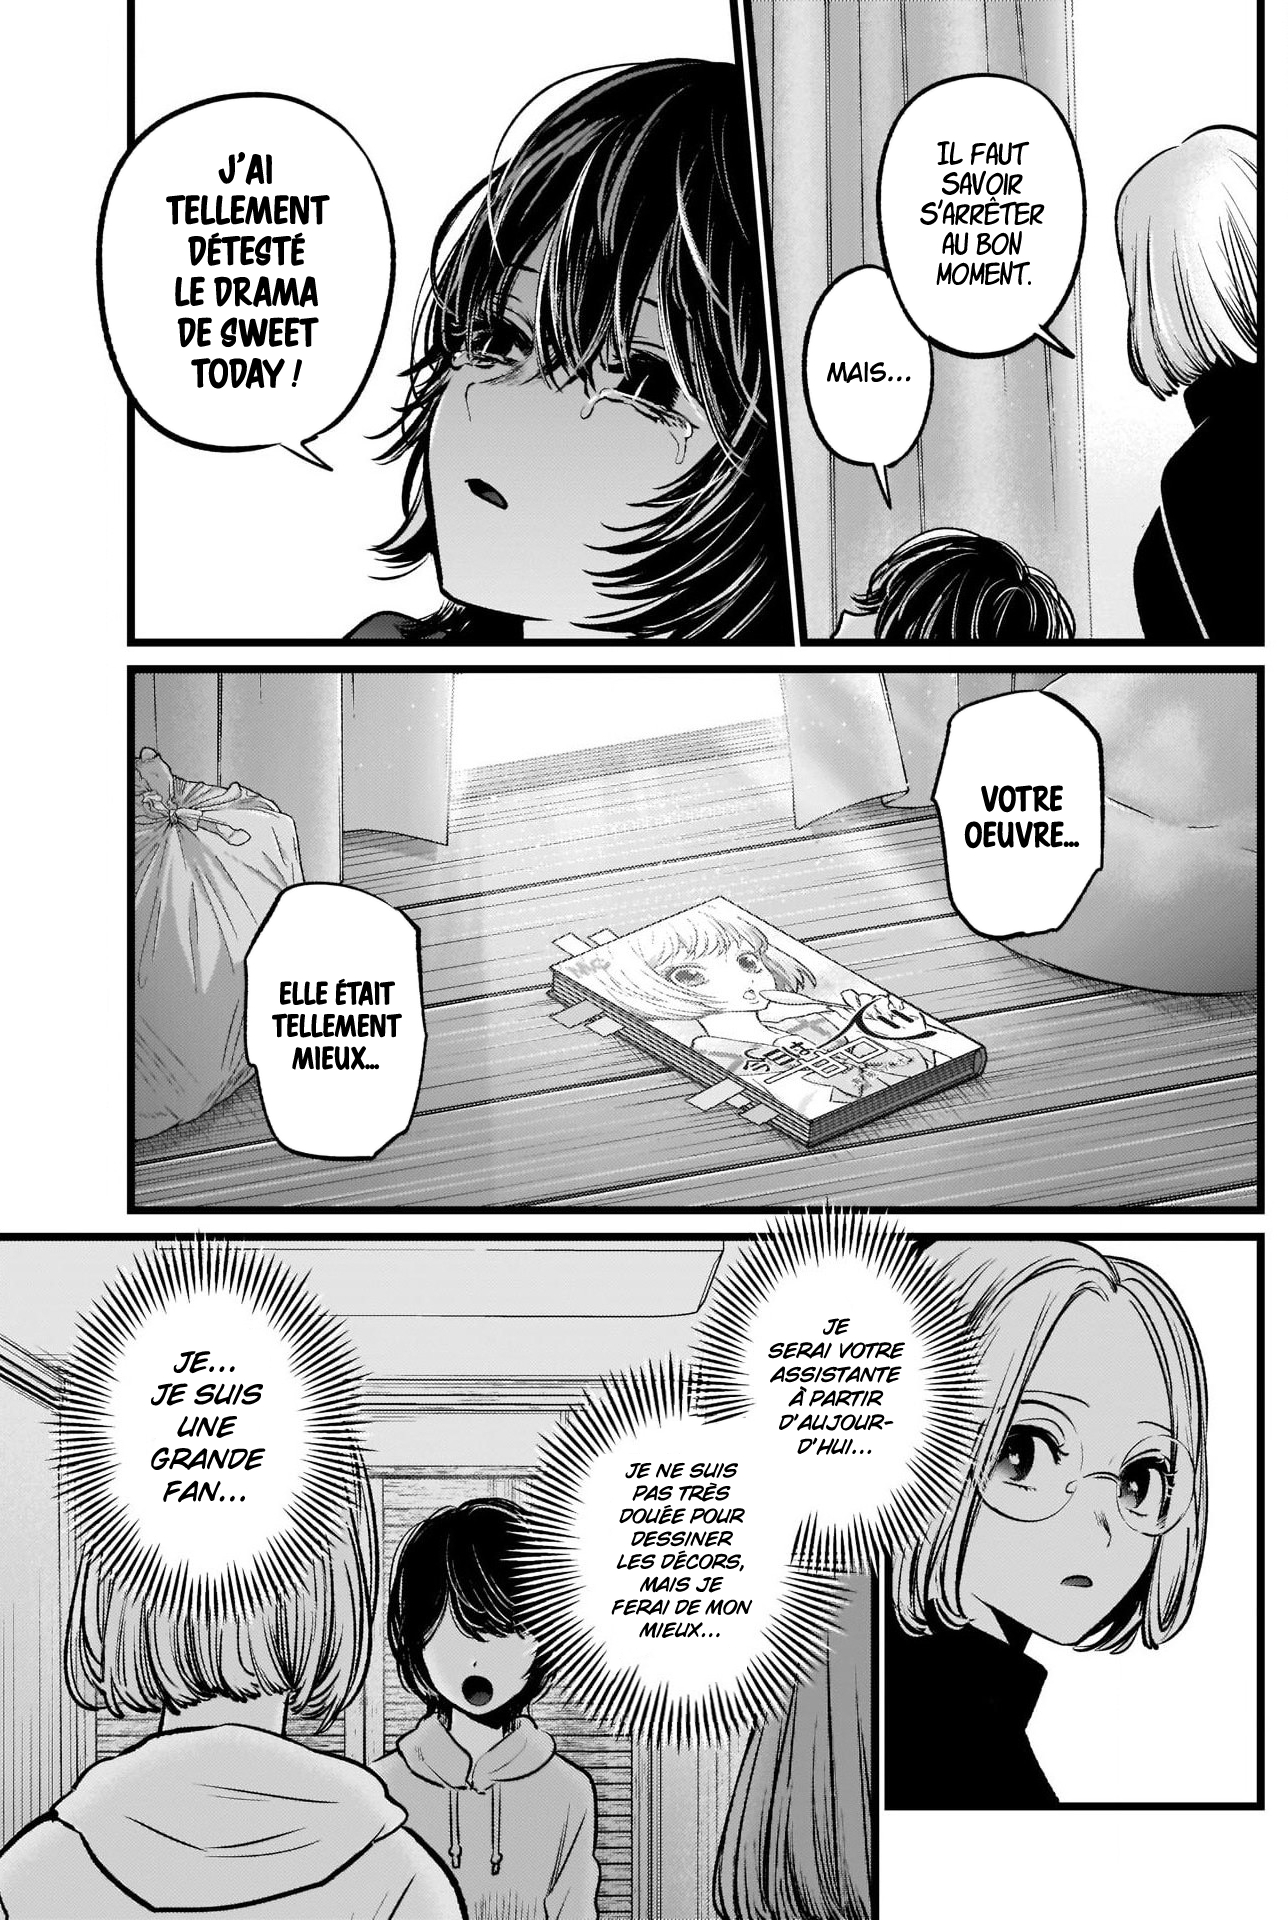 IL FAUT
SAVOIR
S'ARRÊTER
AU BON
MOMENT.
MAIS...
J'AI
TELLEMENT
DÉTESTÉ
LE DRAMA
DE SWEET
TODAY !
VOTRE
OEUVRE...
ELLE ÉTAIT
TELLEMENT
MIEUX...
JE
SERAI VOTRE
ASSISTANTE
À PARTIR
D'AUJOUR-
D'HUI...
JE NE SUIS
PAS TRÈS
DOUÉE POUR
DESSINER
LES DÉCORS,
MAIS JE
FERAI DE MON
MIEUX...
JE...
JE SUIS
UNE
GRANDE
FAN...